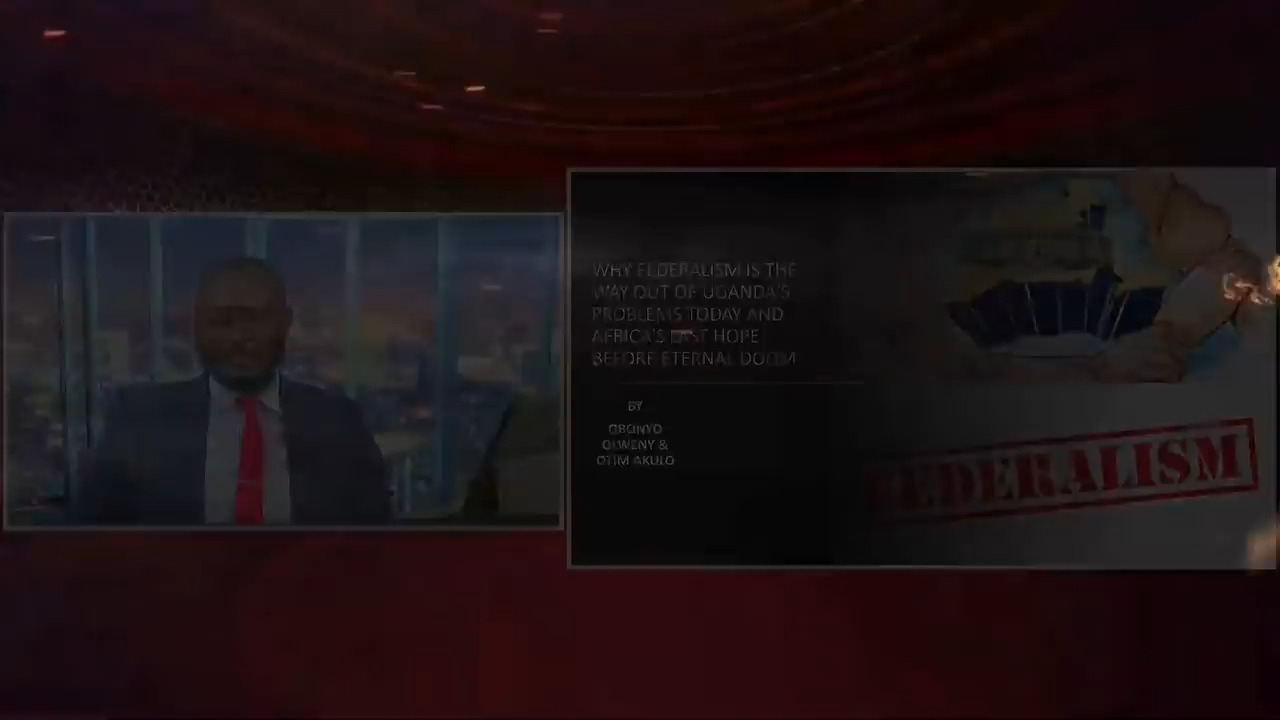 WHY FEDERALISM IS THE
WAY OUT OF UGANDA'S
PROBLEMS TODAY AND
AFRICA'S LAST HOPE
BEFORE ETERNAL DOOM
BY
OBONYO
OLWENY &
OTIM AKULO
FEDERALISM